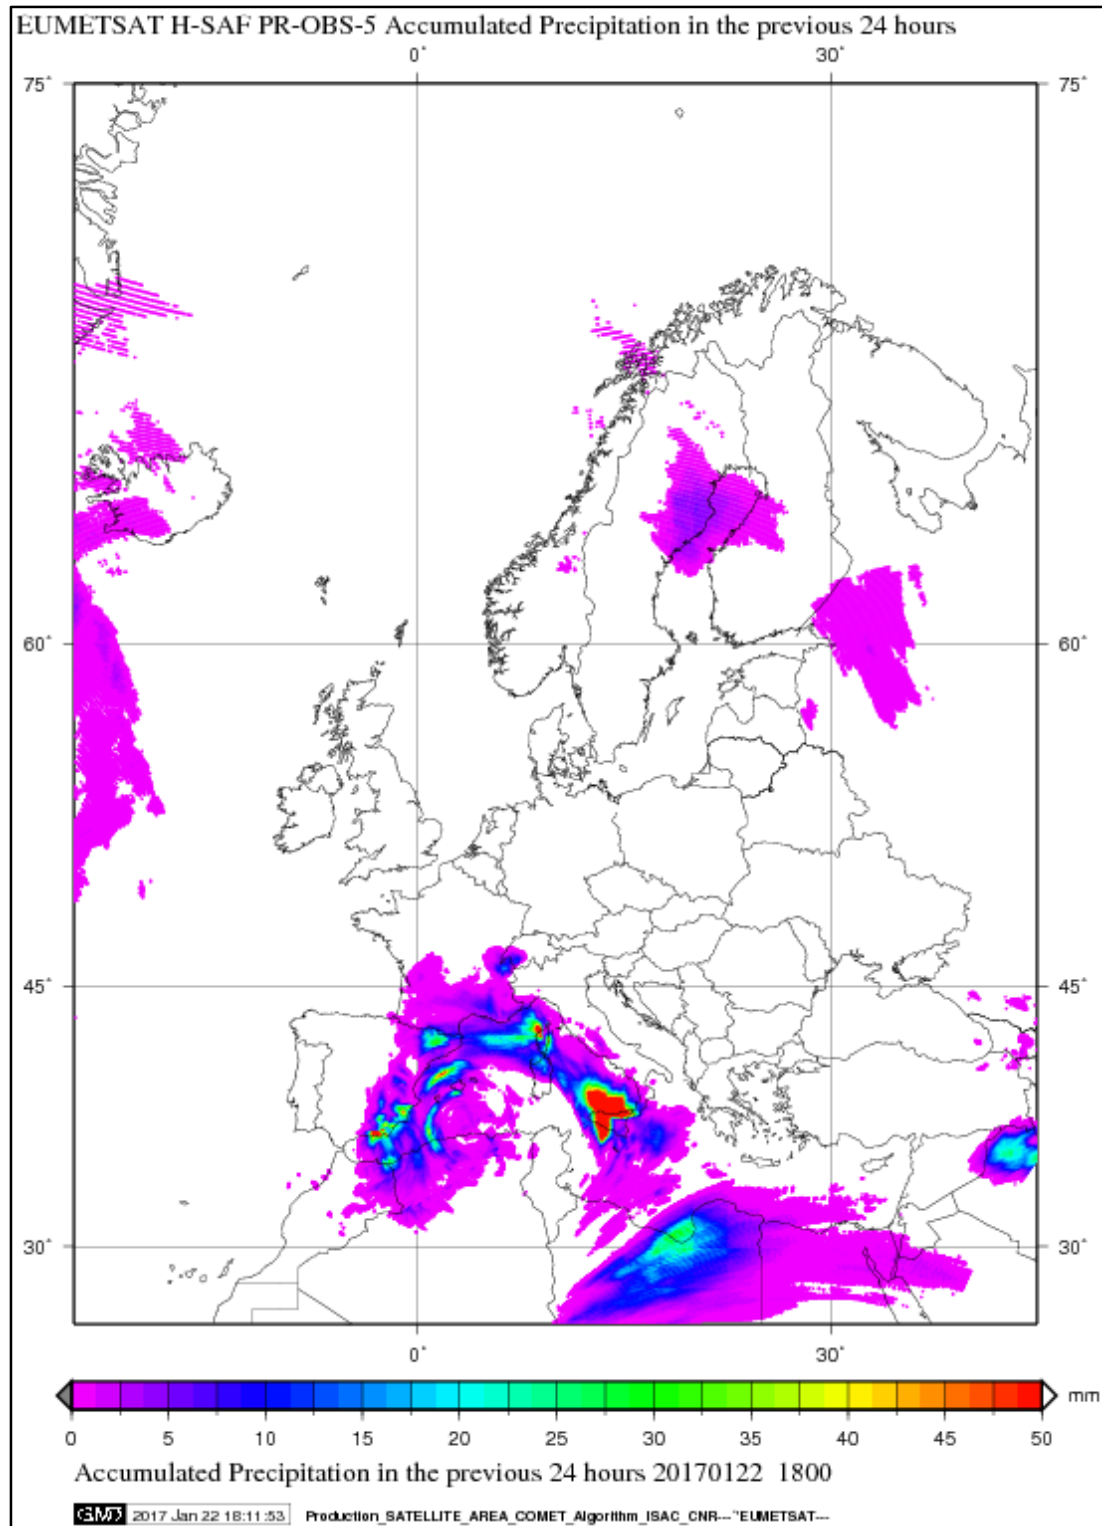 EUMETSAT H-SAF PR-OBS-5 Accumulated Precipitation in the previous 24 hours
0° 30°
75° 75°
60° 60°
45° 45°
30° 30°
0° 30°
mm
0 5 10 15 20 25 30 35 40 45 50
Accumulated Precipitation in the previous 24 hours 20170122 1800
GMD 2017 Jan 22 18:11:53 Production_SATELLITE_AREA_COMET_Algorithm_ISAC_CNR---~EUMETSAT---